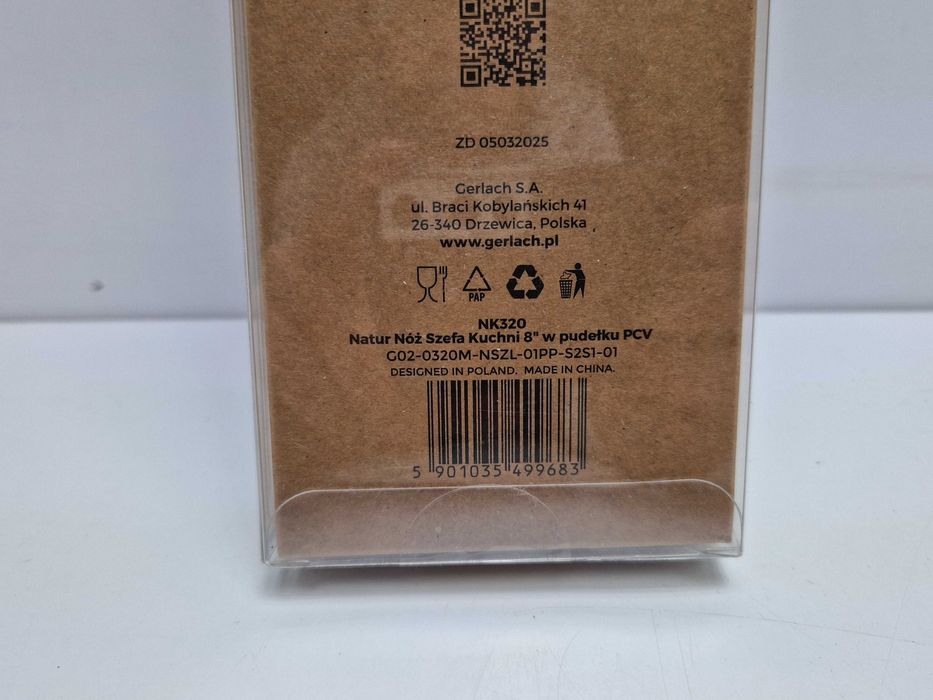 ZD 05032025
Gerlach S.A.
ul. Braci Kobylańskich 41
26-340 Drzewica, Polska
www.gerlach.pl
PAP
NK320
Natur Nóż Szefa Kuchni 8" w pudełku PCV
G02-0320M-NSZL-01PP-S2S1-01
DESIGNED IN POLAND. MADE IN CHINA.
5 901035 499683